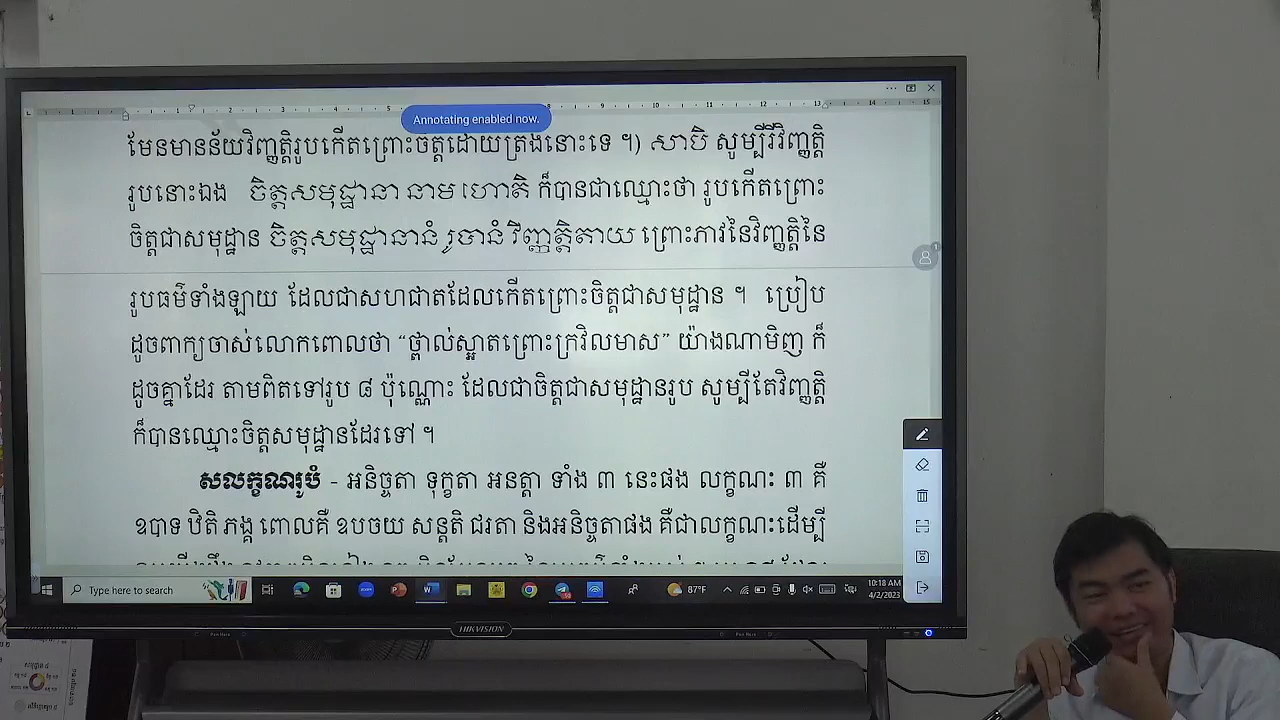 Annotating enabled now.
មែនមានន័យវិញ្ញត្តិរូបកើតព្រោះចិត្តដោយត្រង់នោះទេ ។) សាបិ សូម្បីរីវិញ្ញត្តិ
រូបនោះឯង ចិត្តសមុដ្ឋានា នាម ហោតិ ក៏បានជាឈ្មោះថា រូបកើតព្រោះ
ចិត្តជាសមុដ្ឋាន ចិត្តសមុដ្ឋានានំ រូបានំ វិញ្ញត្តិតាយ ព្រោះភាវនៃវិញ្ញត្តិនៃ
រូបធម៌ទាំងឡាយ ដែលជាសហជាតដែលកើតព្រោះចិត្តជាសមុដ្ឋាន ។ ប្រៀប
ដូចពាក្យចាស់លោកពោលថា “ថ្ពាល់ស្អាតព្រោះក្រវិលមាស” យ៉ាងណាមិញ ក៏
ដូចគ្នាដែរ តាមពិតទៅរូប ៨ ប៉ុណ្ណោះ ដែលជាចិត្តជាសមុដ្ឋានរូប សូម្បីតែវិញ្ញត្តិ
ក៏បានឈ្មោះចិត្តសមុដ្ឋានដែរទៅ ។
សលក្ខណរូបំ - អនិច្ចតា ទុក្ខតា អនត្តា ទាំង ៣ នេះផង លក្ខណៈ ៣ គឺ
ឧបាទ ឋិតិ ភង្គ ពោលគឺ ឧបចយ សន្តតិ ជរតា និងអនិច្ចតាផង គឺជាលក្ខណៈដើម្បី
Type here to search
87°F
10:18 AM
4/2/2023
HIKVISION